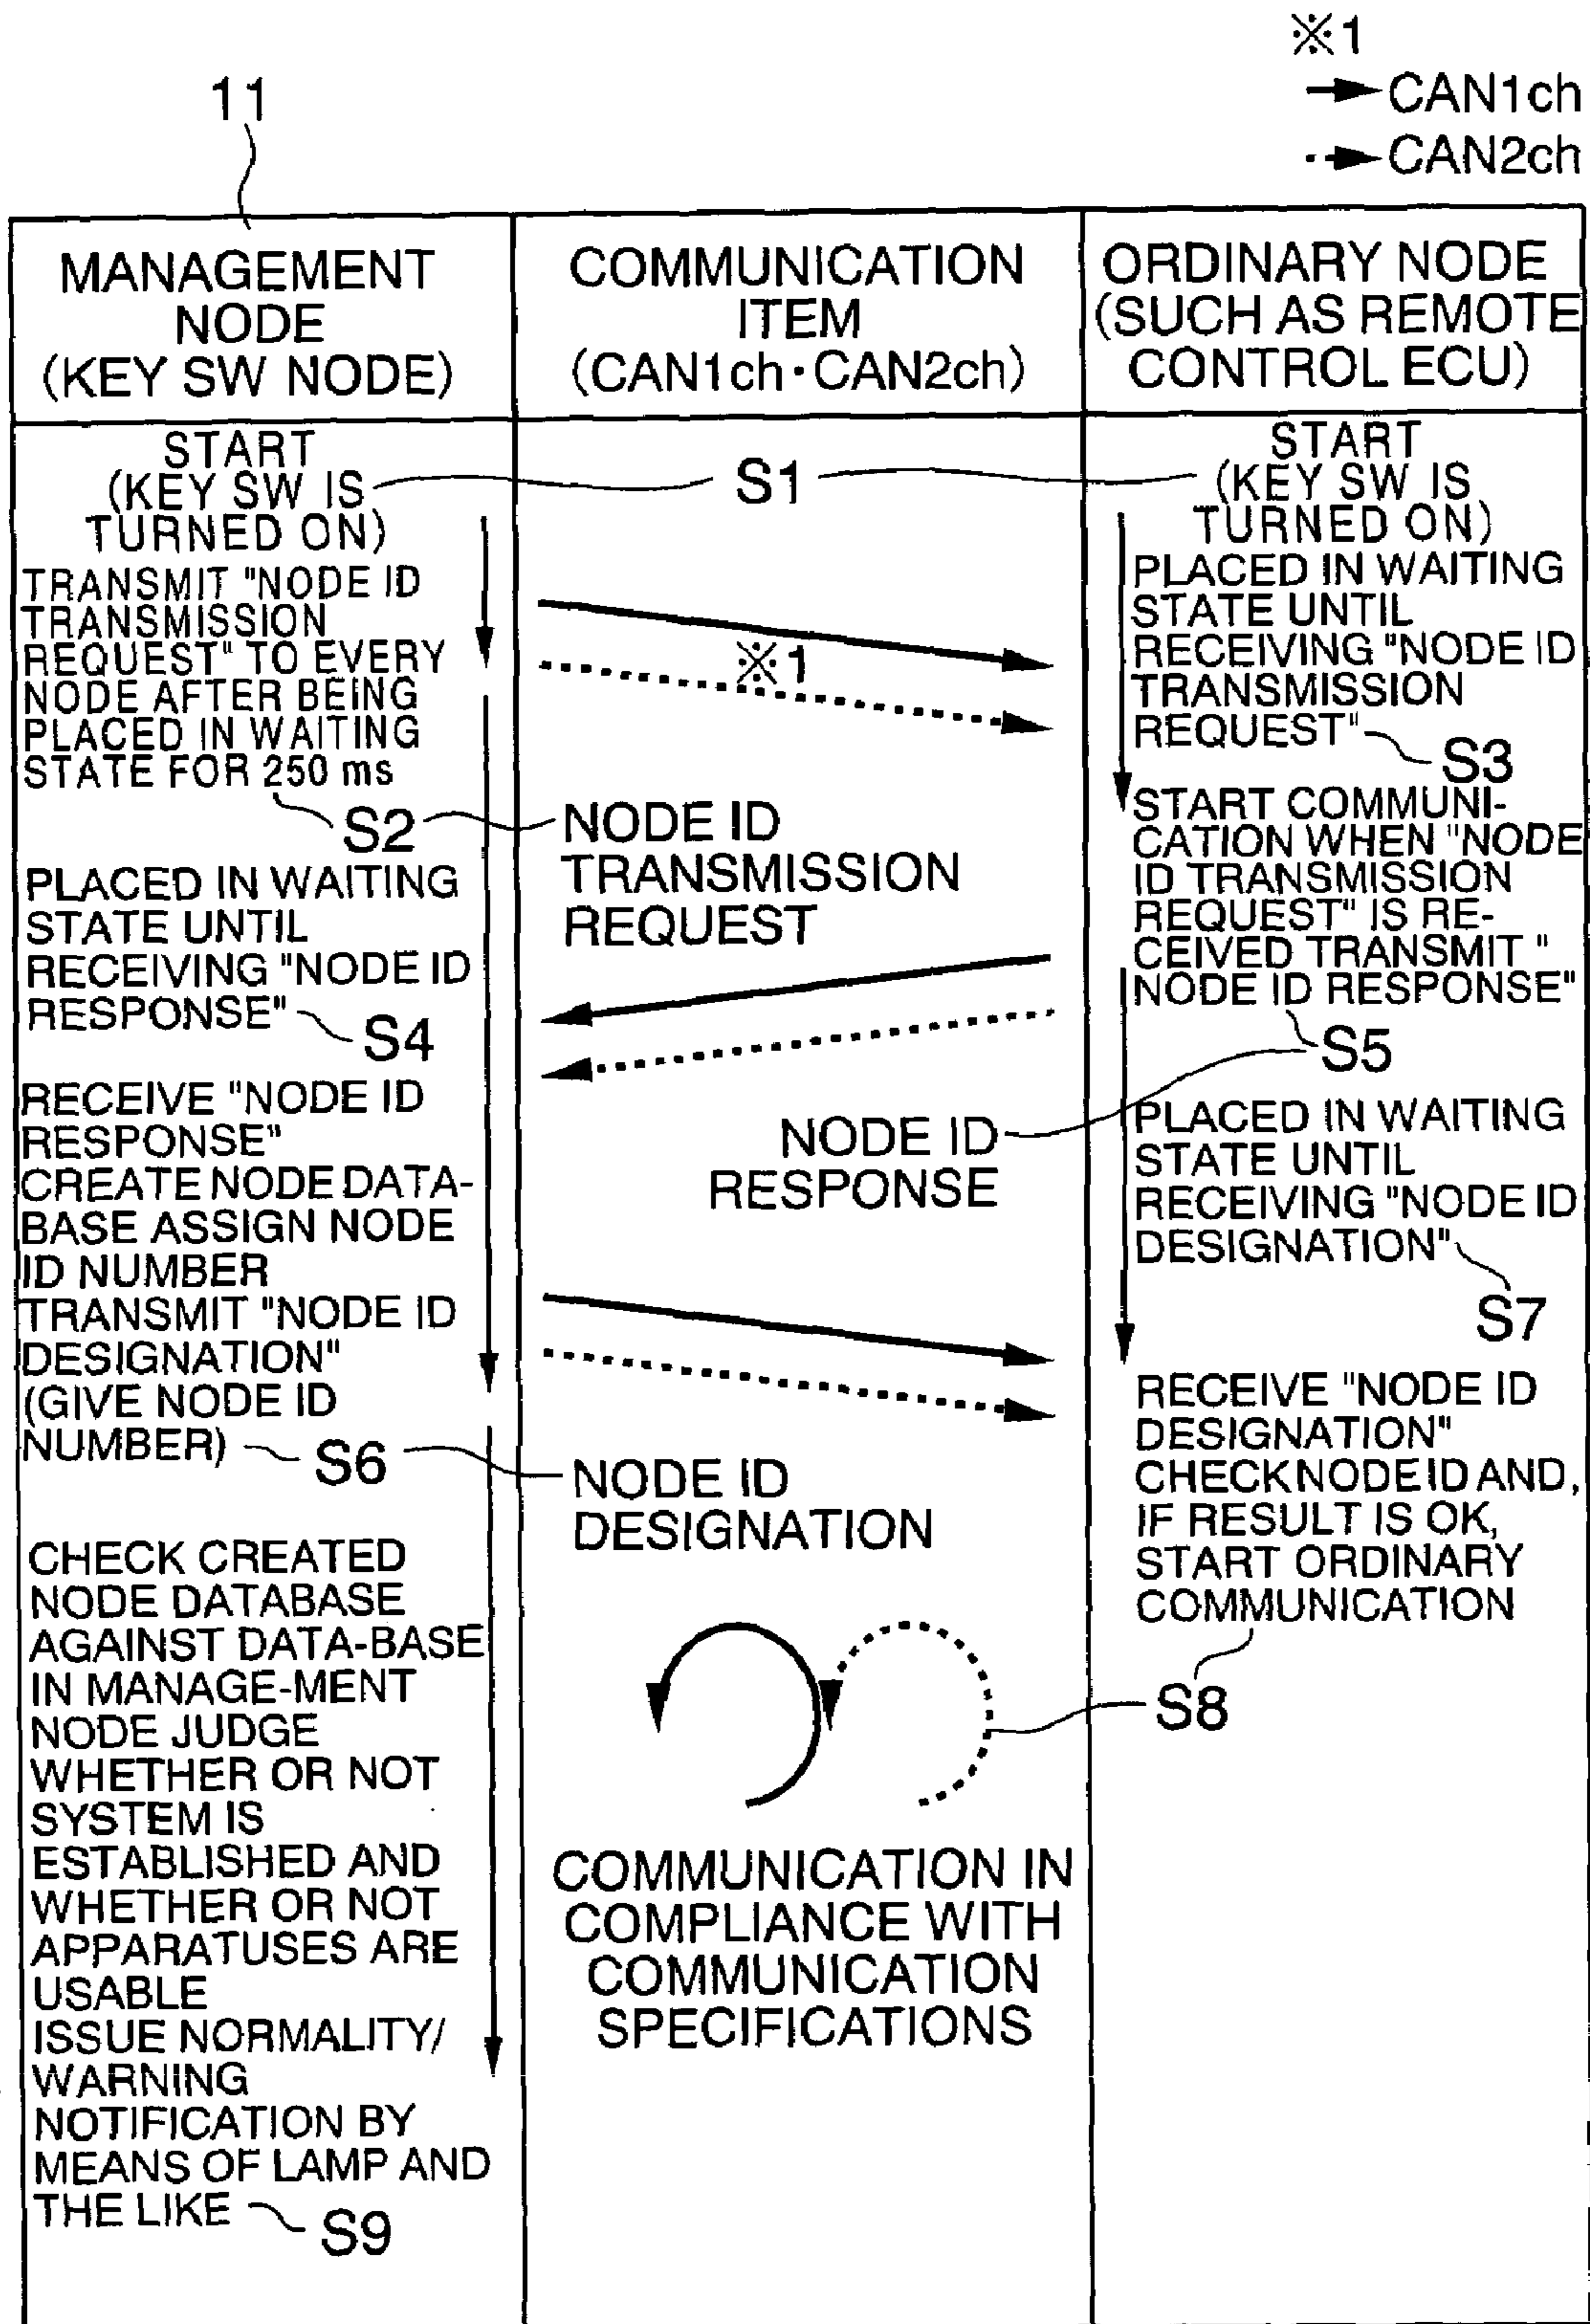 ※1
→CAN1ch
⇢CAN2ch
11
MANAGEMENT
NODE
(KEY SW NODE)
COMMUNICATION
ITEM
(CAN1ch·CAN2ch)
ORDINARY NODE
(SUCH AS REMOTE
CONTROL ECU)
START
(KEY SW IS
TURNED ON)
TRANSMIT "NODE ID
TRANSMISSION
REQUEST" TO EVERY
NODE AFTER BEING
PLACED IN WAITING
STATE FOR 250 ms
S2
PLACED IN WAITING
STATE UNTIL
RECEIVING "NODE ID
RESPONSE"
S4
RECEIVE "NODE ID
RESPONSE"
CREATE NODE DATA-
BASE ASSIGN NODE
ID NUMBER
TRANSMIT "NODE ID
DESIGNATION"
(GIVE NODE ID
NUMBER)
S6
CHECK CREATED
NODE DATABASE
AGAINST DATA-BASE
IN MANAGE-MENT
NODE JUDGE
WHETHER OR NOT
SYSTEM IS
ESTABLISHED AND
WHETHER OR NOT
APPARATUSES ARE
USABLE
ISSUE NORMALITY/
WARNING
NOTIFICATION BY
MEANS OF LAMP AND
THE LIKE
S9
S1
※1
NODE ID
TRANSMISSION
REQUEST
NODE ID
RESPONSE
NODE ID
DESIGNATION
COMMUNICATION IN
COMPLIANCE WITH
COMMUNICATION
SPECIFICATIONS
START
(KEY SW IS
TURNED ON)
PLACED IN WAITING
STATE UNTIL
RECEIVING "NODE ID
TRANSMISSION
REQUEST"
S3
START COMMUNI-
CATION WHEN "NODE
ID TRANSMISSION
REQUEST" IS RE-
CEIVED TRANSMIT "
NODE ID RESPONSE"
S5
PLACED IN WAITING
STATE UNTIL
RECEIVING "NODE ID
DESIGNATION"
S7
RECEIVE "NODE ID
DESIGNATION"
CHECK NODE ID AND,
IF RESULT IS OK,
START ORDINARY
COMMUNICATION
S8